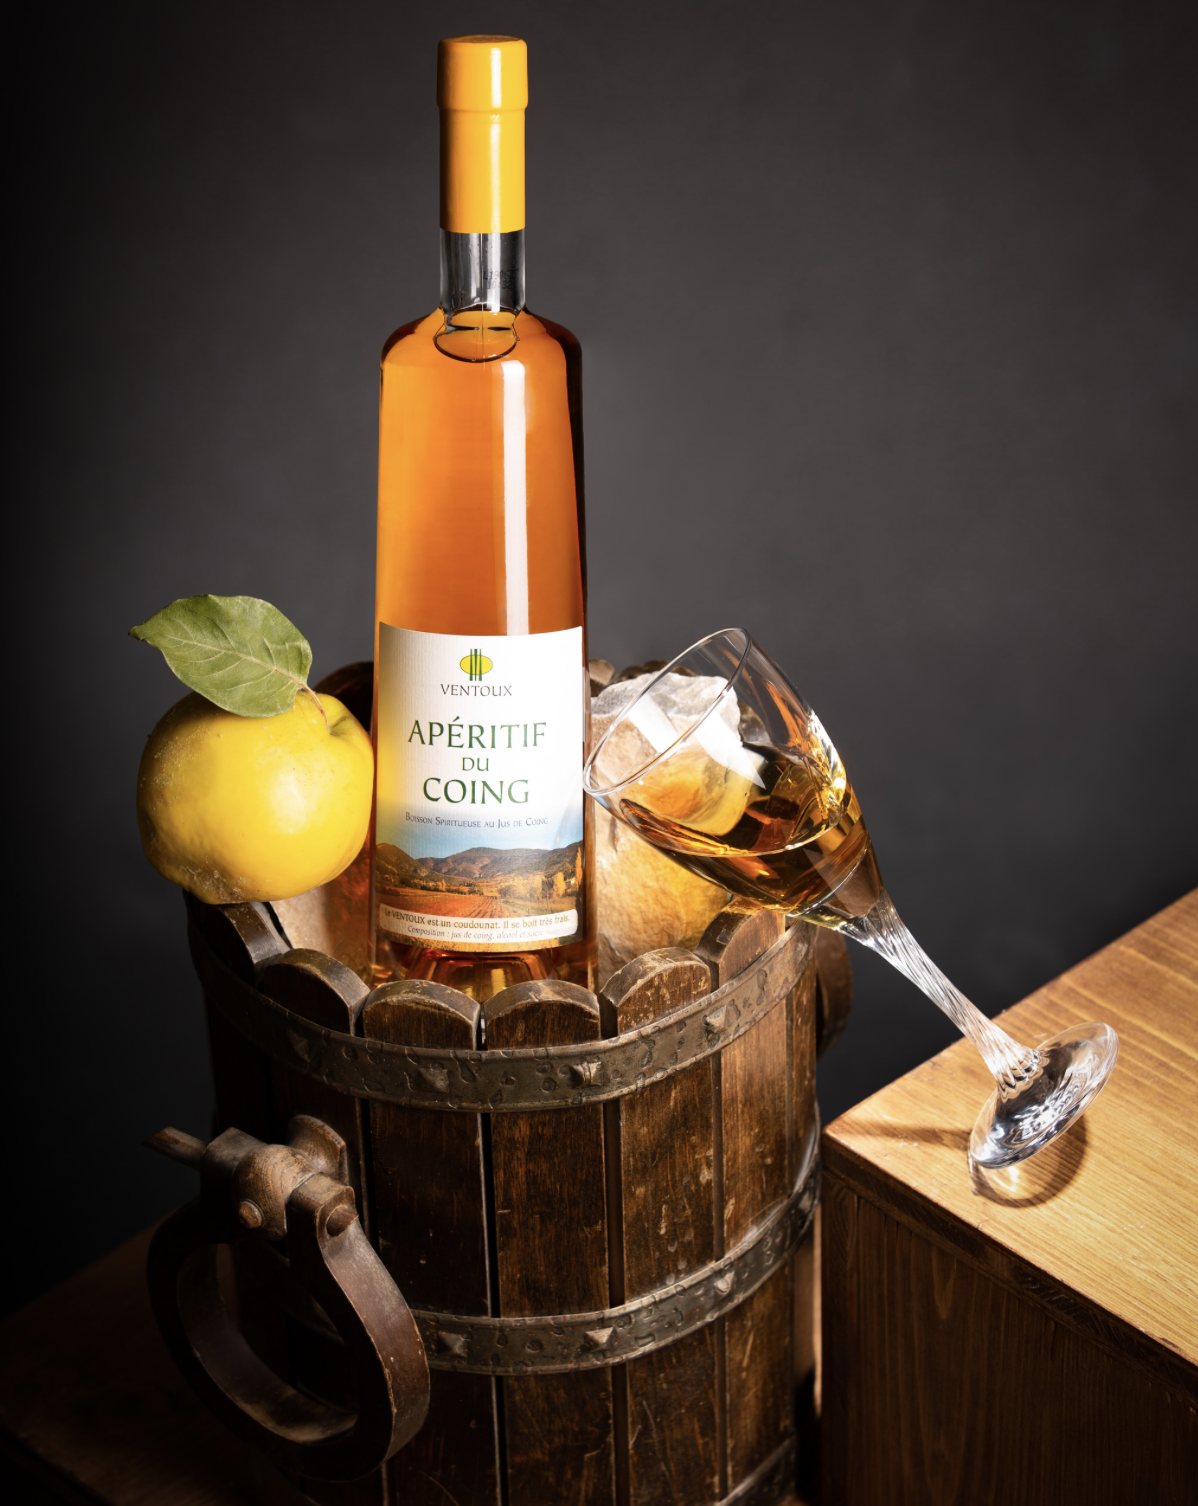 VENTOUX
APÉRITIF
DU
COING
Boisson Spiritueuse au Jus de Coing
Le VENTOUX est un coudounat. Il se boit très frais.
Composition : jus de coing, alcool et sucre